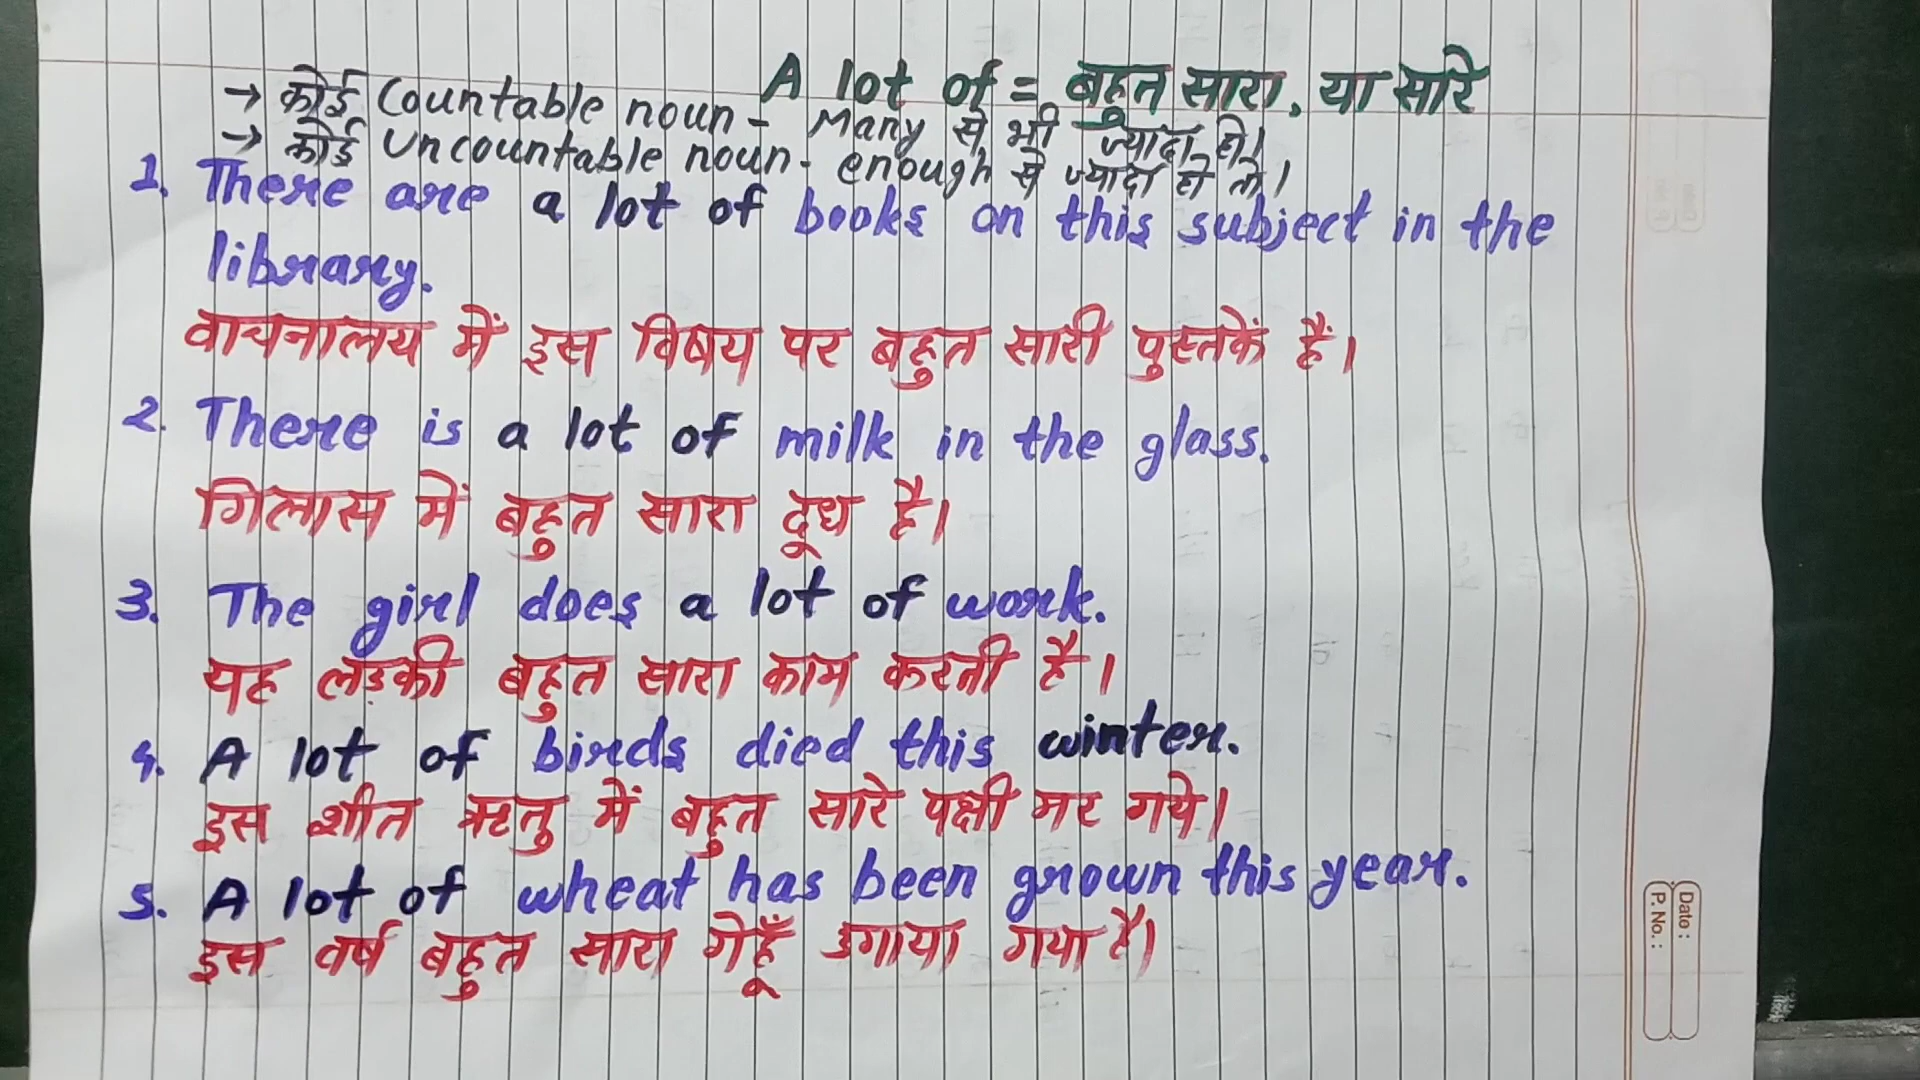 A lot of = बहुत सारा, या सारे
→ कोई Countable noun - Many से भी ज्यादा हो।
→ कोई Uncountable noun - enough से ज्यादा हो तो।
1. There are a lot of books on this subject in the
library.
वाचनालय में इस विषय पर बहुत सारी पुस्तकें हैं।
2. There is a lot of milk in the glass.
गिलास में बहुत सारा दूध है।
3. The girl does a lot of work.
यह लड़की बहुत सारा काम करती है।
4. A lot of birds died this winter.
इस शीत ऋतु में बहुत सारे पक्षी मर गये।
5. A lot of wheat has been grown this year.
इस वर्ष बहुत सारा गेहूँ उगाया गया है।
Date :
P. No. :